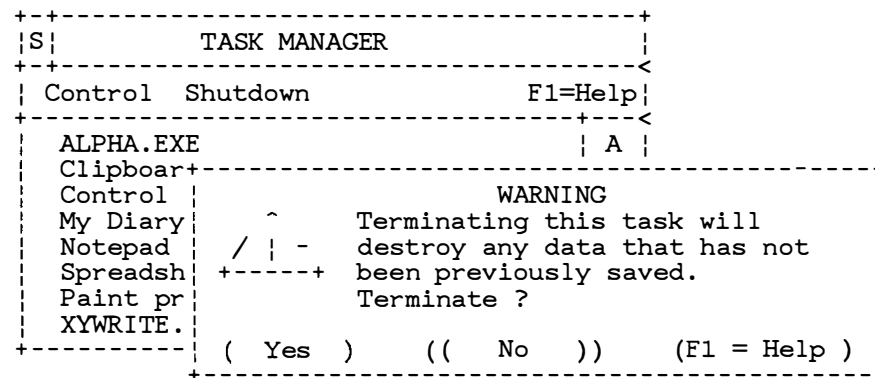 S TASK MANAGER
Control Shutdown F1=Help
ALPHA.EXE A
Clipboar
Control WARNING
My Diary Terminating this task will
Notepad destroy any data that has not
Spreadsh been previously saved.
Paint pr Terminate ?
XYWRITE.
( Yes ) (( No )) (F1 = Help )